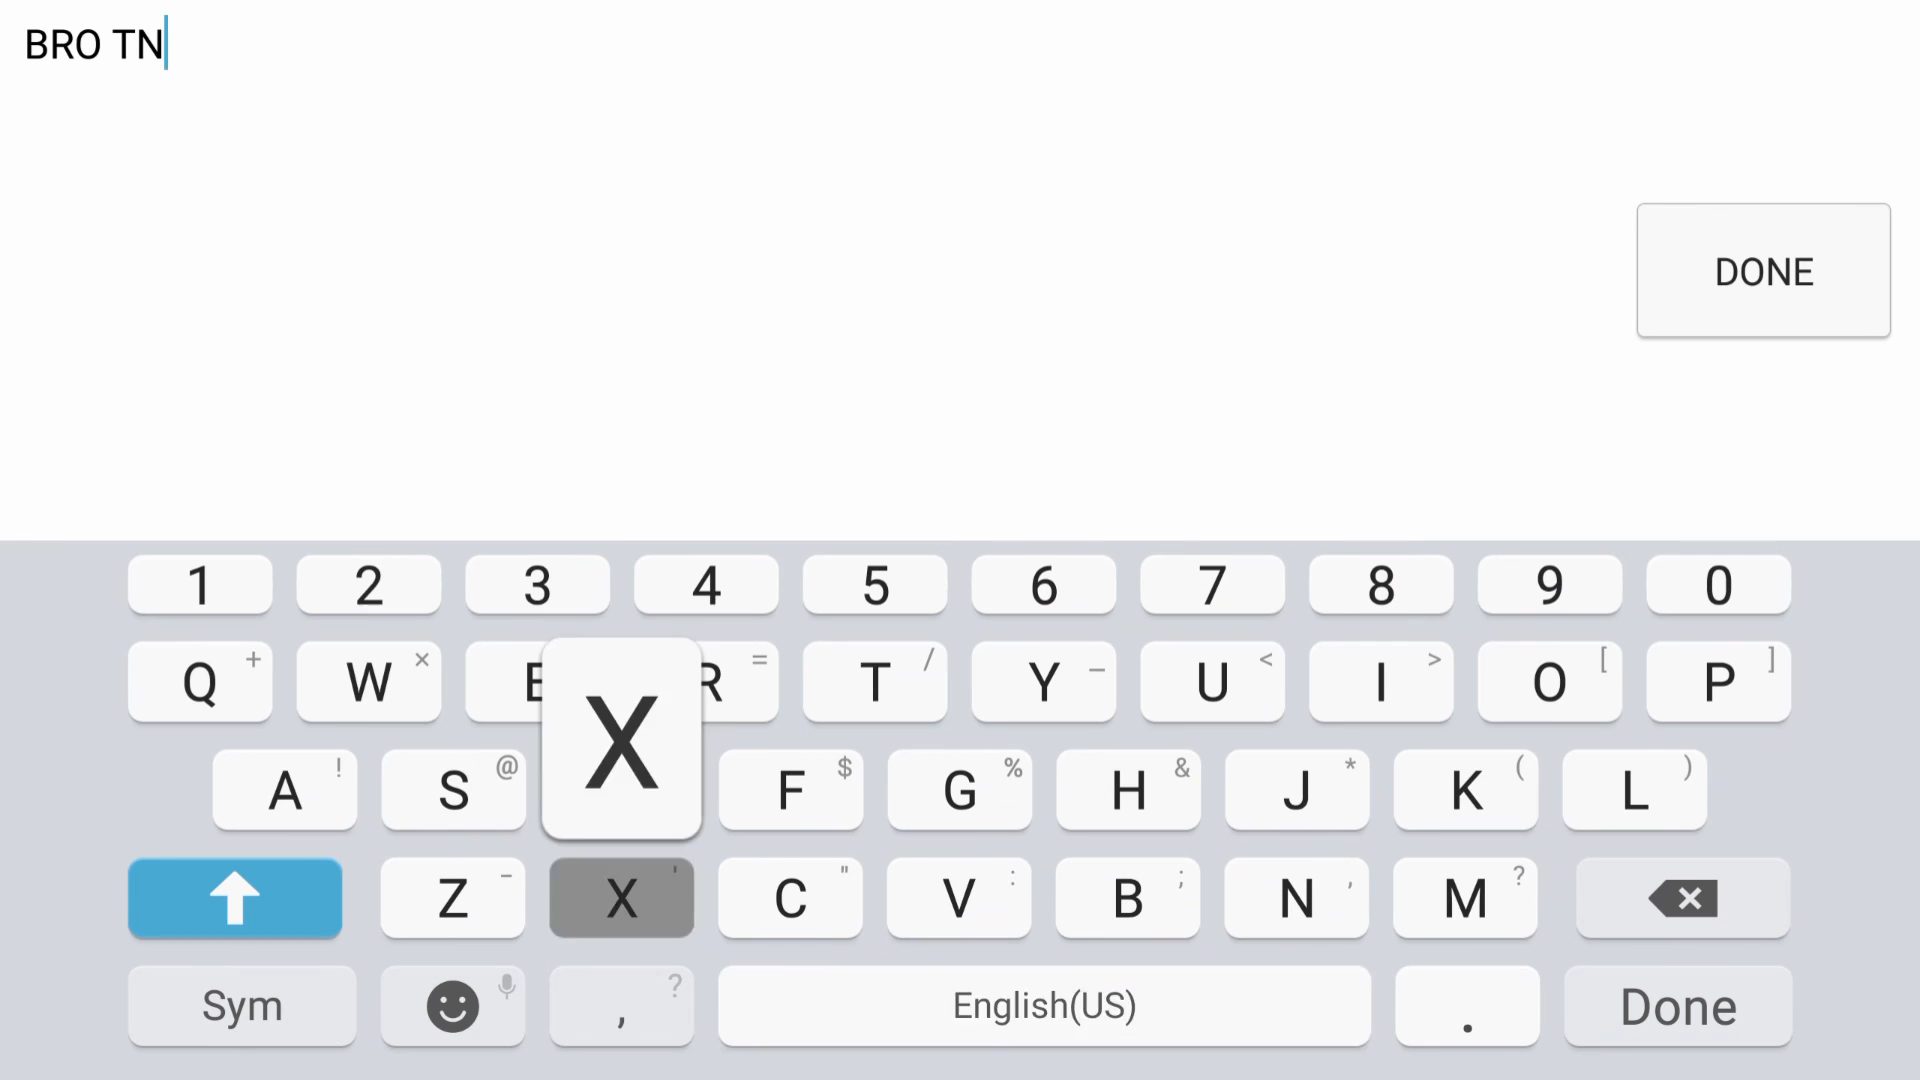 BRO TN
DONE
1 2 3 4 5 6 7 8 9 0
Q + W × E R = T / Y – U < I > O [ P ]
A ! S @ X F $ G % H & J * K ( L )
Z – X ' C " V : B ; N , M ?
Sym , ? English(US) . Done